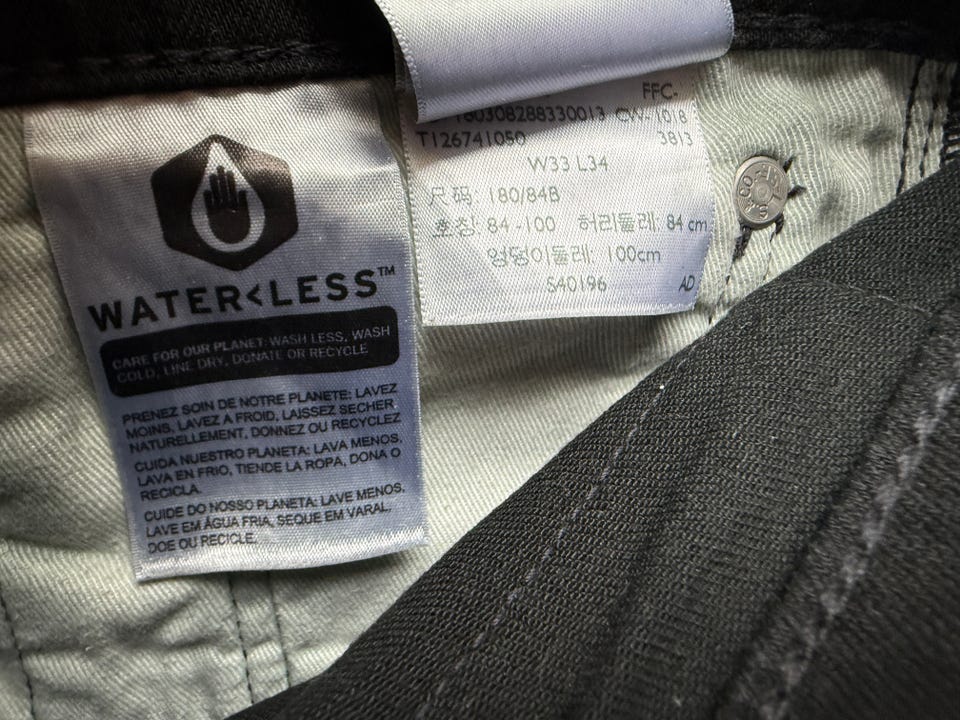 WATER<LESS™
CARE FOR OUR PLANET: WASH LESS, WASH
COLD, LINE DRY, DONATE OR RECYCLE
PRENEZ SOIN DE NOTRE PLANETE: LAVEZ
MOINS, LAVEZ A FROID, LAISSEZ SECHER
NATURELLEMENT, DONNEZ OU RECYCLEZ
CUIDA NUESTRO PLANETA: LAVA MENOS,
LAVA EN FRIO, TIENDE LA ROPA, DONA O
RECICLA.
CUIDE DO NOSSO PLANETA: LAVE MENOS,
LAVE EM ÁGUA FRIA, SEQUE EM VARAL,
DOE OU RECICLE.
FFC-
180308288330013 CW-1018
T126741050 3813
W33 L34
尺码: 180/84B
호칭: 84 -100 허리둘레: 84 cm
엉덩이둘레: 100cm
S40196 AD